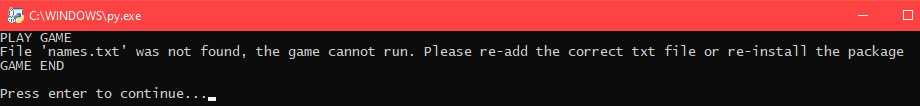 C:\WINDOWS\py.exe
PLAY GAME
File 'names.txt' was not found, the game cannot run. Please re-add the correct txt file or re-install the package
GAME END
Press enter to continue...